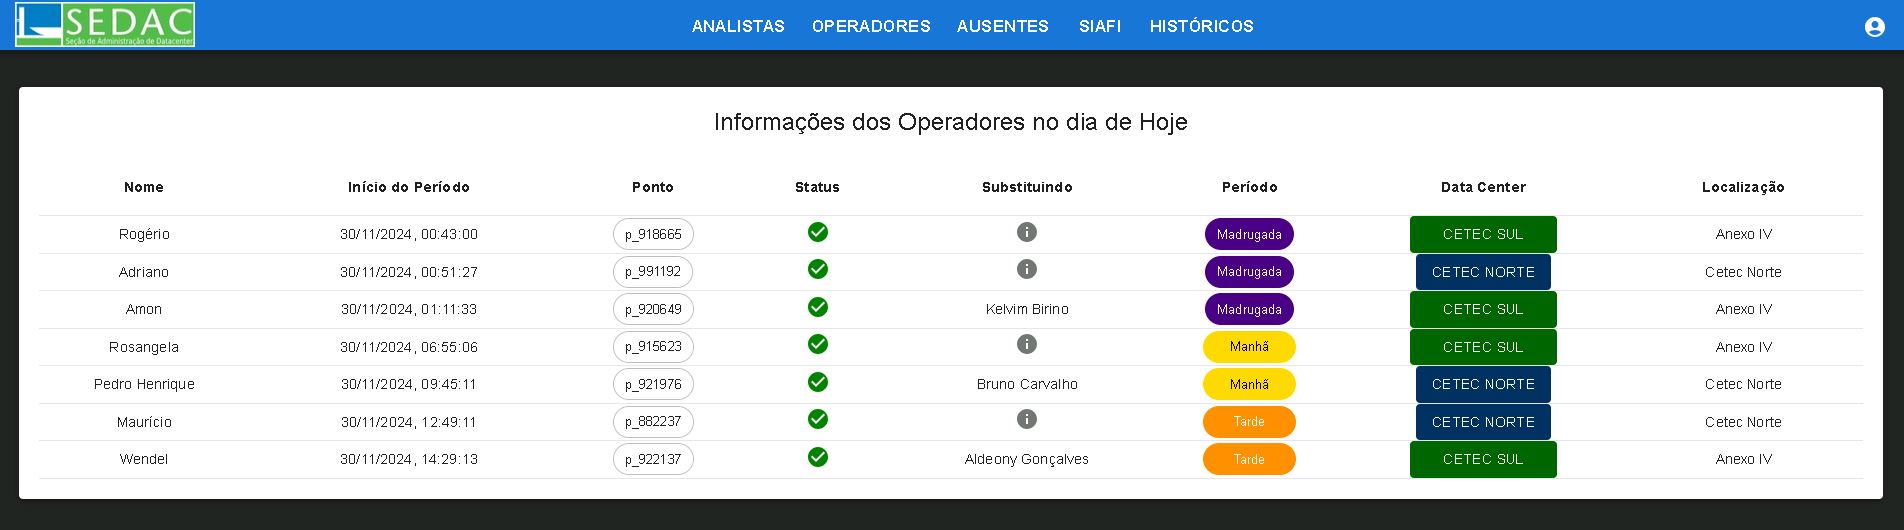 SEDAC
Seção de Administração de Datacenter
ANALISTAS OPERADORES AUSENTES SIAFI HISTÓRICOS
Informações dos Operadores no dia de Hoje
Nome Início do Período Ponto Status Substituindo Período Data Center Localização
Rogério 30/11/2024, 00:43:00 p_918665 Madrugada CETEC SUL Anexo IV
Adriano 30/11/2024, 00:51:27 p_991192 Madrugada CETEC NORTE Cetec Norte
Amon 30/11/2024, 01:11:33 p_920649 Kelvim Birino Madrugada CETEC SUL Anexo IV
Rosangela 30/11/2024, 06:55:06 p_915623 Manhã CETEC SUL Anexo IV
Pedro Henrique 30/11/2024, 09:45:11 p_921976 Bruno Carvalho Manhã CETEC NORTE Cetec Norte
Maurício 30/11/2024, 12:49:11 p_882237 Tarde CETEC NORTE Cetec Norte
Wendel 30/11/2024, 14:29:13 p_922137 Aldeony Gonçalves Tarde CETEC SUL Anexo IV